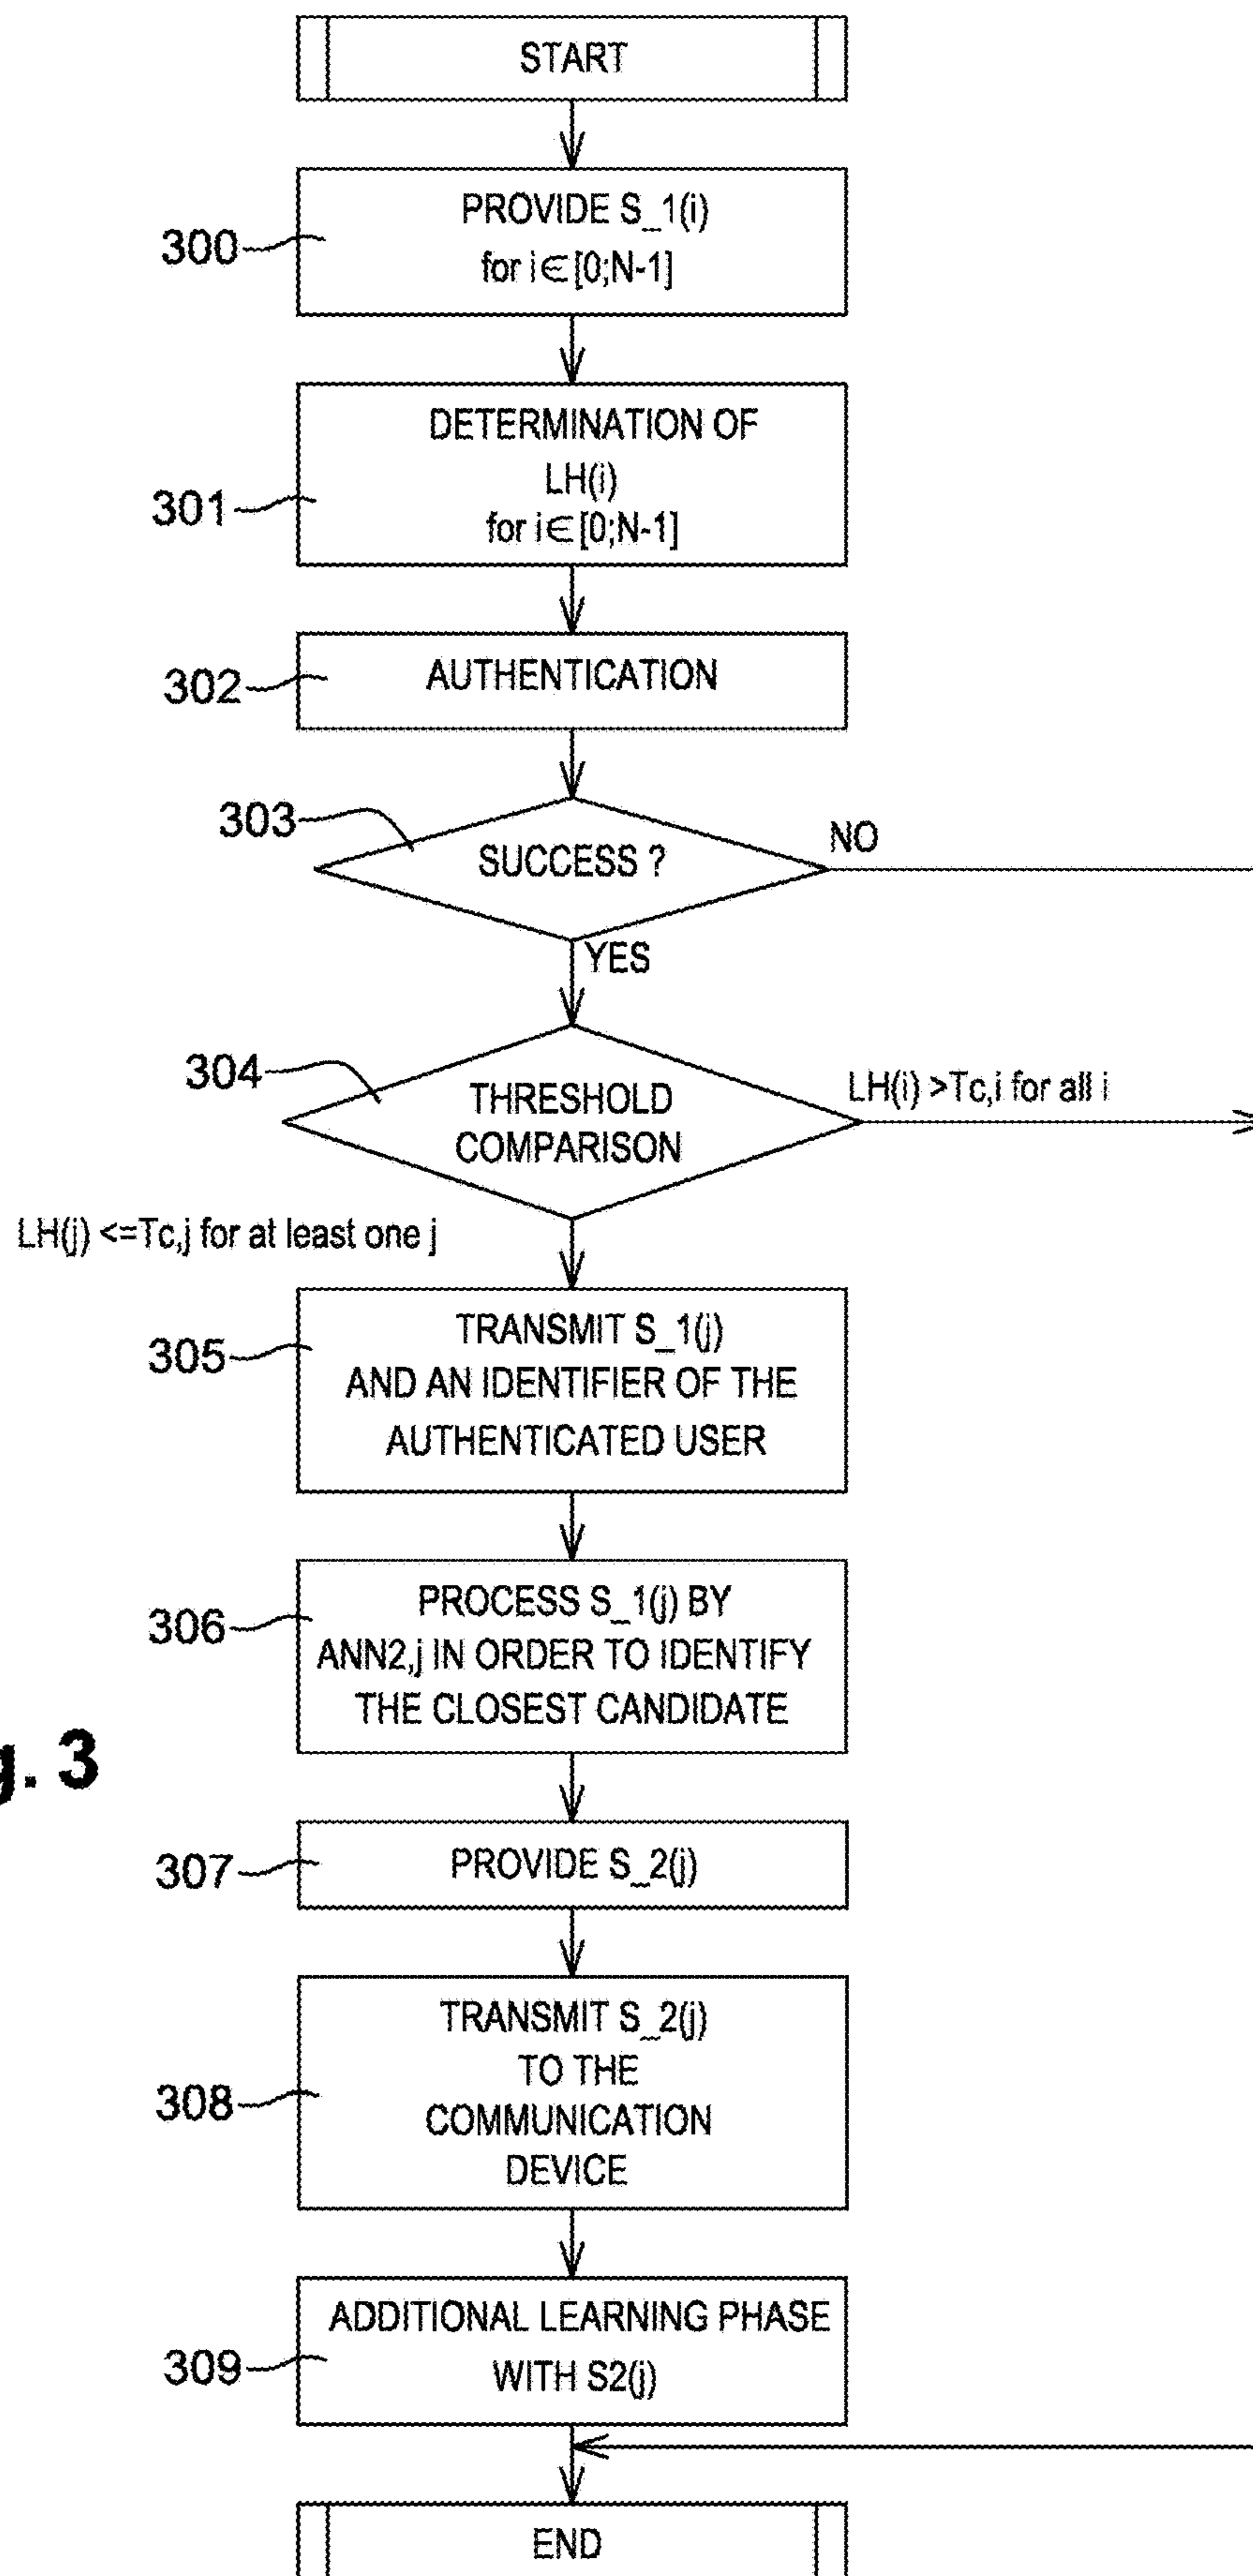 START
PROVIDE S_1(i)
for i∈[0;N-1]
300
DETERMINATION OF
LH(i)
for i∈[0;N-1]
301
AUTHENTICATION
302
303
SUCCESS ?
NO
YES
304
THRESHOLD
COMPARISON
LH(i) >Tc,i for all i
LH(j) <=Tc,j for at least one j
TRANSMIT S_1(j)
AND AN IDENTIFIER OF THE
AUTHENTICATED USER
305
PROCESS S_1(j) BY
ANN2,j IN ORDER TO IDENTIFY
THE CLOSEST CANDIDATE
306
g. 3
PROVIDE S_2(j)
307
TRANSMIT S_2(j)
TO THE
COMMUNICATION
DEVICE
308
ADDITIONAL LEARNING PHASE
WITH S2(j)
309
END